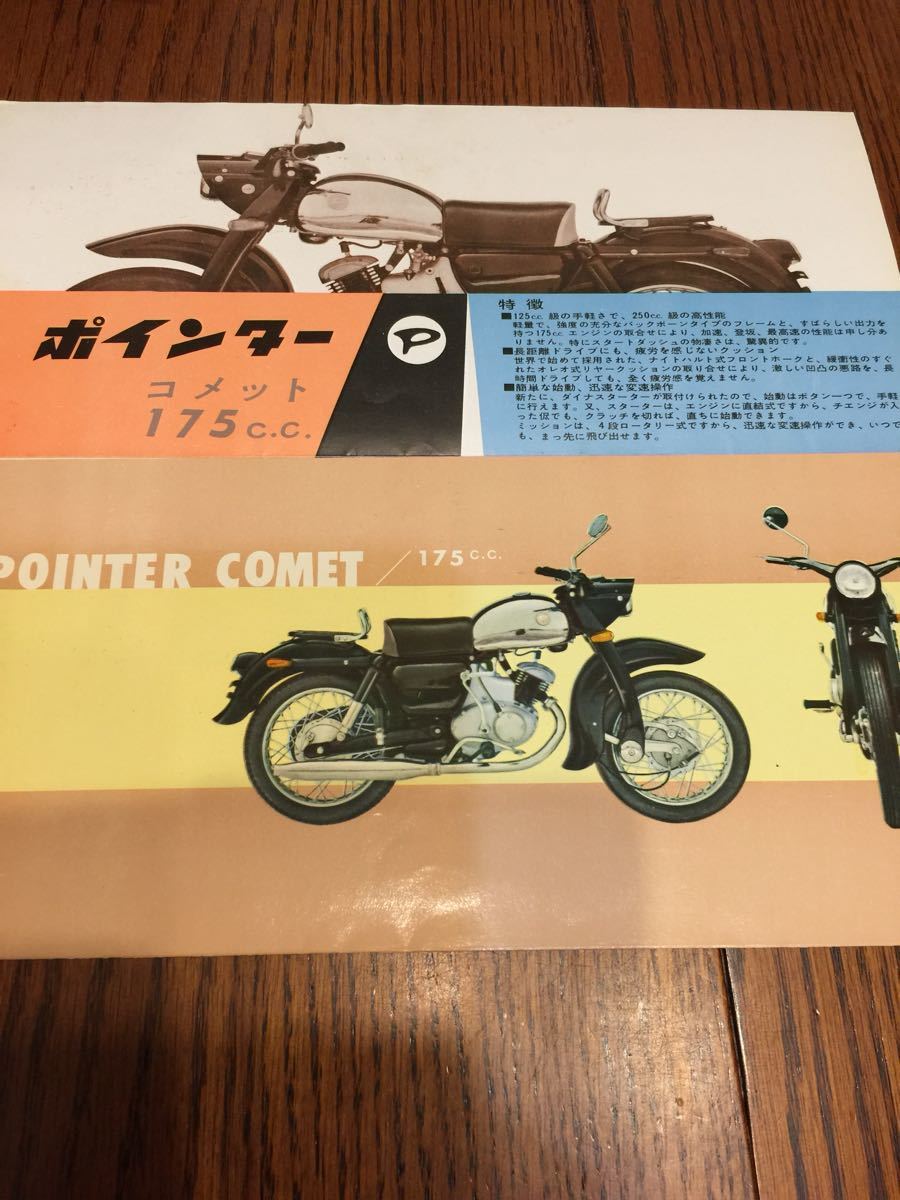 ポインター
コメット
175 C.C.
P
特徴
■125cc. 級の手軽さで、250cc. 級の高性能
軽量で、強度の充分なバックボーンタイプのフレームと、すばらしい出力を
持つ175cc エンジンの取合せにより、加速、登坂、最高速の性能は申し分あ
りません。特にスタートダッシュの物凄さは、驚異的です。
■長距離ドライブにも、疲労を感じないクッション
世界で始めて採用された、ナイトハルト式フロントホークと、緩衝性のすぐ
れたオレオ式リヤークッションの取り合せにより、激しい凹凸の悪路を、長
時間ドライブしても、全く疲労感を覚えません。
■簡単な始動、迅速な変速操作
新たに、ダイナスターターが取付けられたので、始動はボタン一つで、手軽
に行えます。又、スターターは、エンジンに直結式ですから、チエンジが入
った侭でも、クラッチを切れば、直ちに始動できます。
ミッションは、4段ロータリー式ですから、迅速な変速操作ができ、いつで
も、まっ先に飛び出せます。
POINTER COMET / 175 C.C.